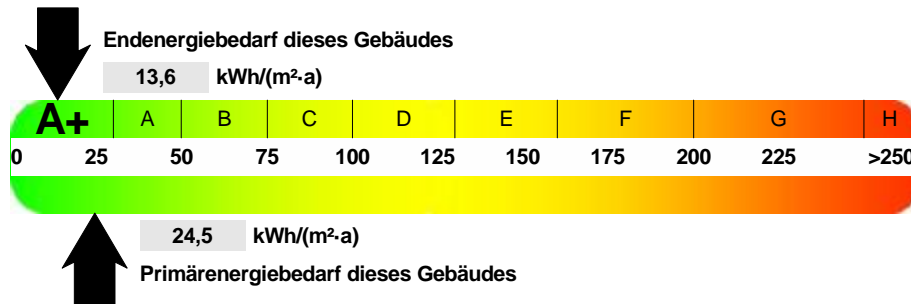 Endenergiebedarf dieses Gebäudes
13,6 kWh/(m²·a)
A+ A B C D E F G H
0 25 50 75 100 125 150 175 200 225 >250
24,5 kWh/(m²·a)
Primärenergiebedarf dieses Gebäudes